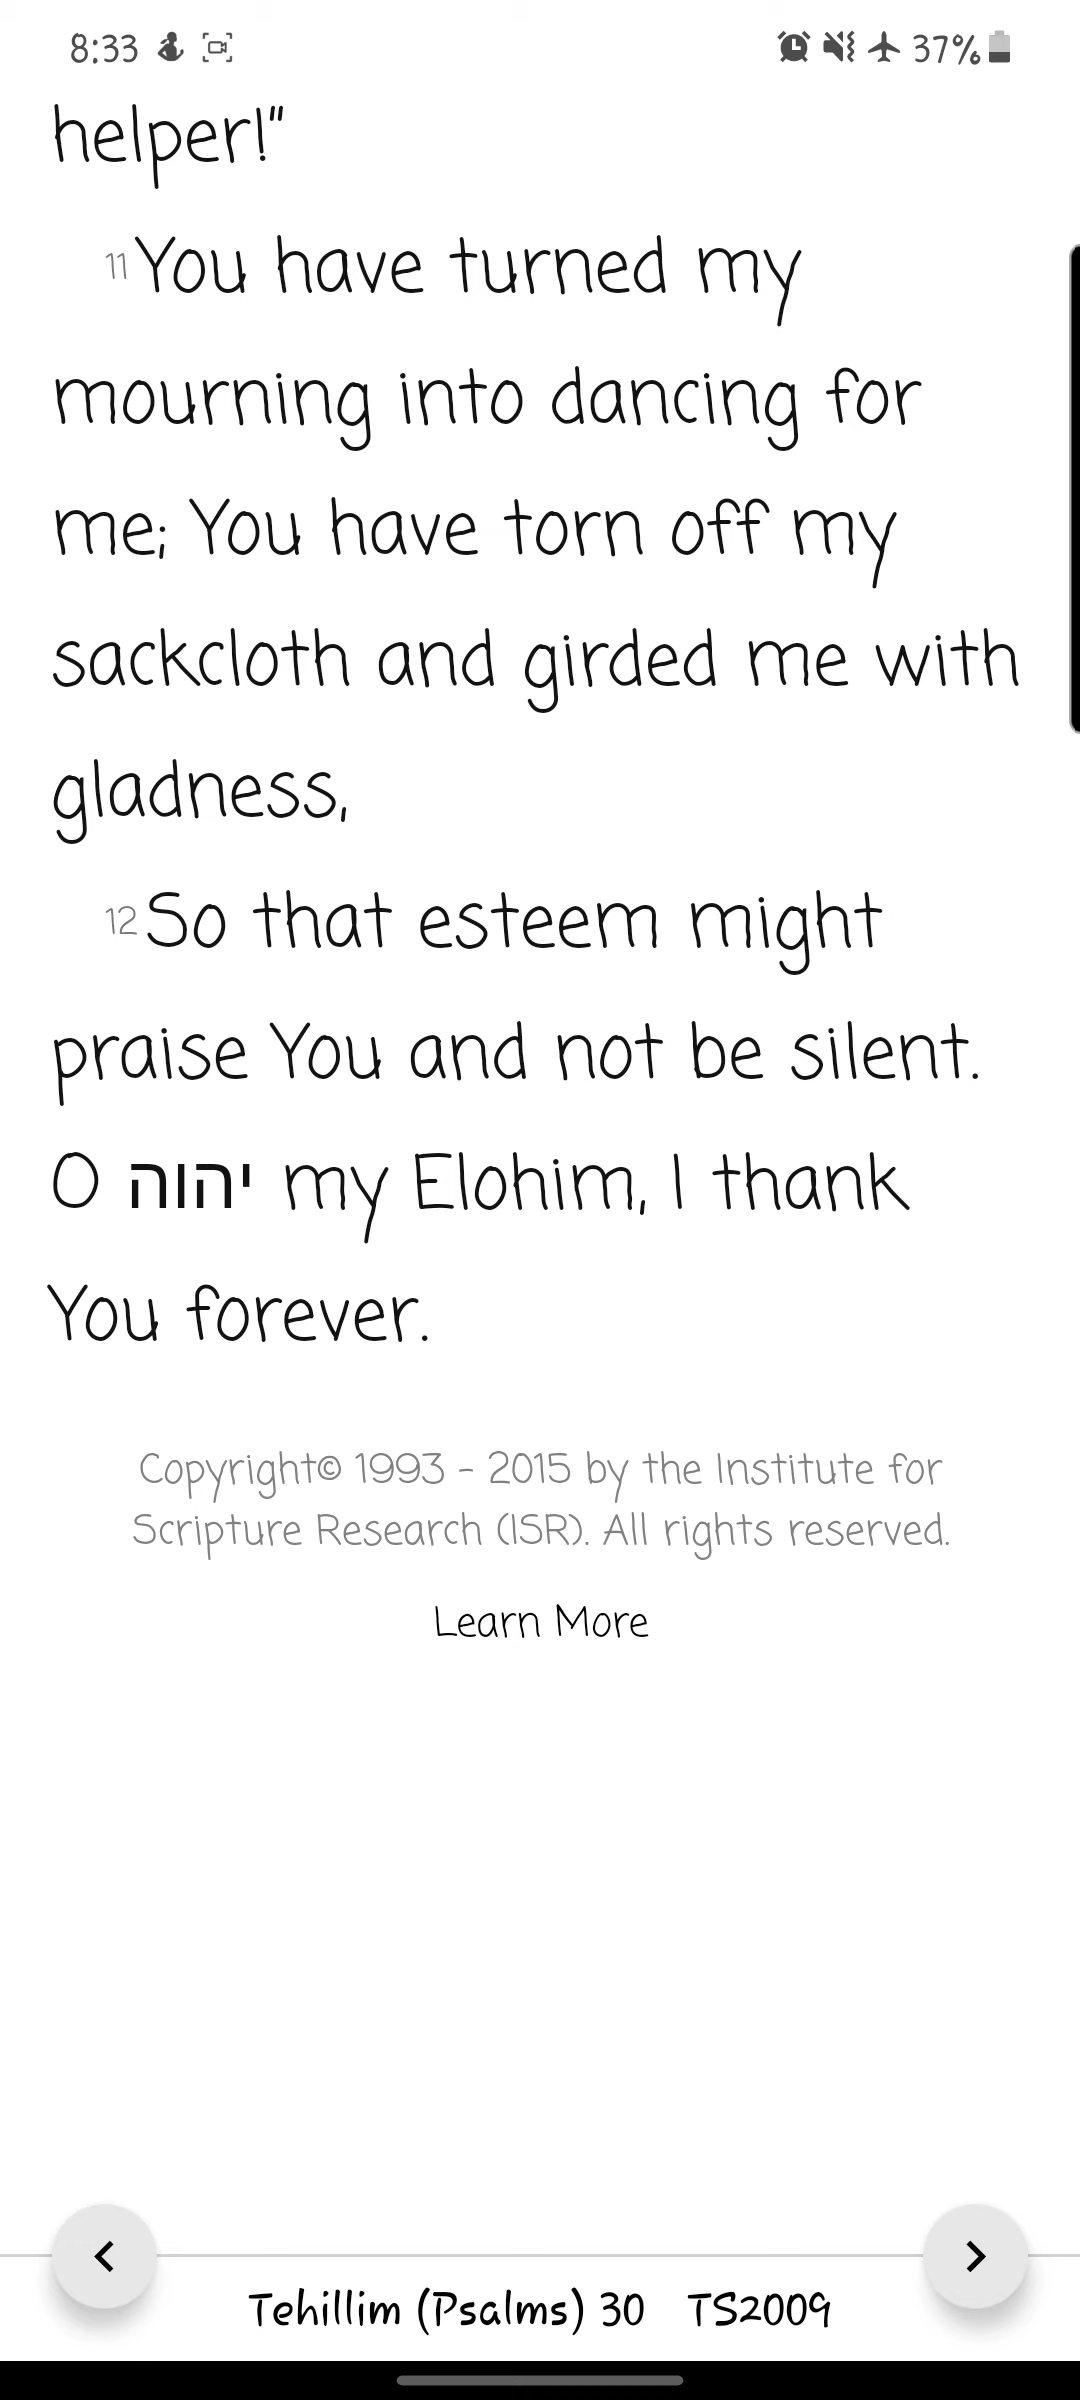 8:33 37%
helper!"
11 You have turned my
mourning into dancing for
me; You have torn off my
sackcloth and girded me with
gladness,
12 So that esteem might
praise You and not be silent.
O יהוה my Elohim, I thank
You forever.
Copyright© 1993 - 2015 by the Institute for
Scripture Research (ISR). All rights reserved.
Learn More
Tehillim (Psalms) 30 TS2009